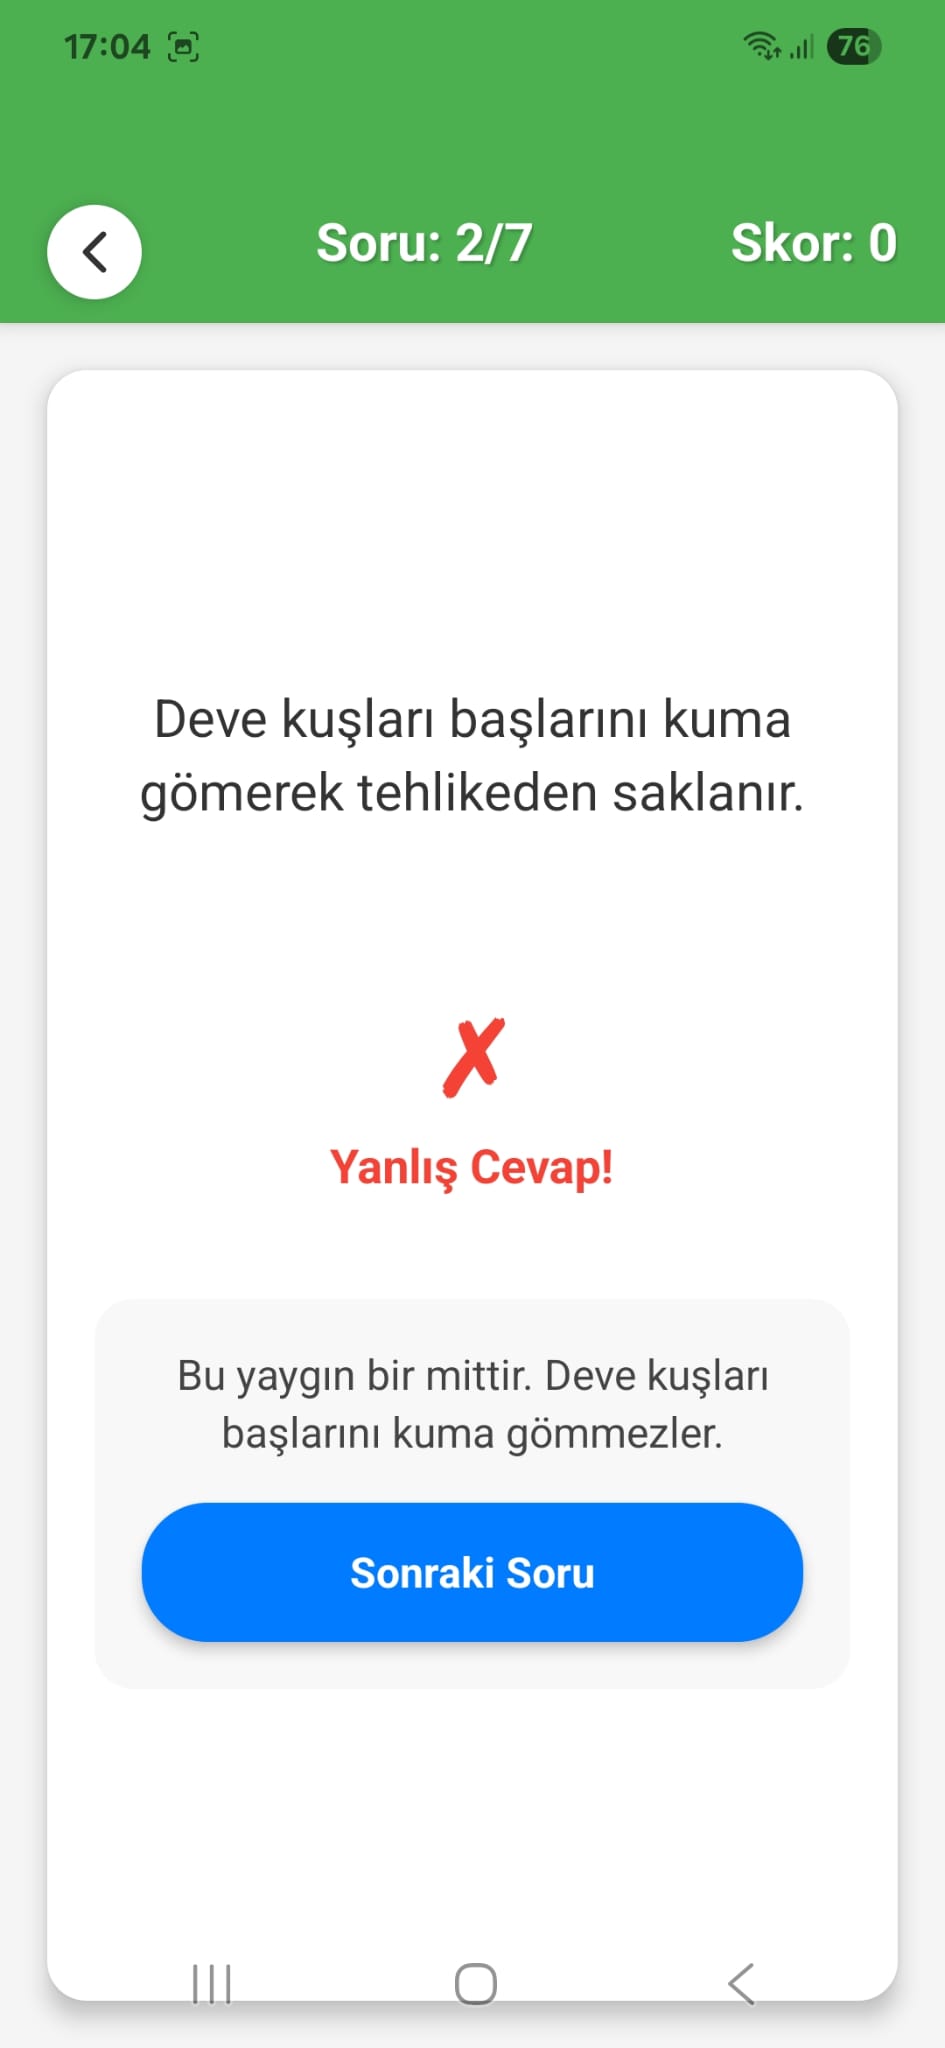 17:04
76
Soru: 2/7
Skor: 0
Deve kuşları başlarını kuma
gömerek tehlikeden saklanır.
Yanlış Cevap!
Bu yaygın bir mittir. Deve kuşları
başlarını kuma gömmezler.
Sonraki Soru